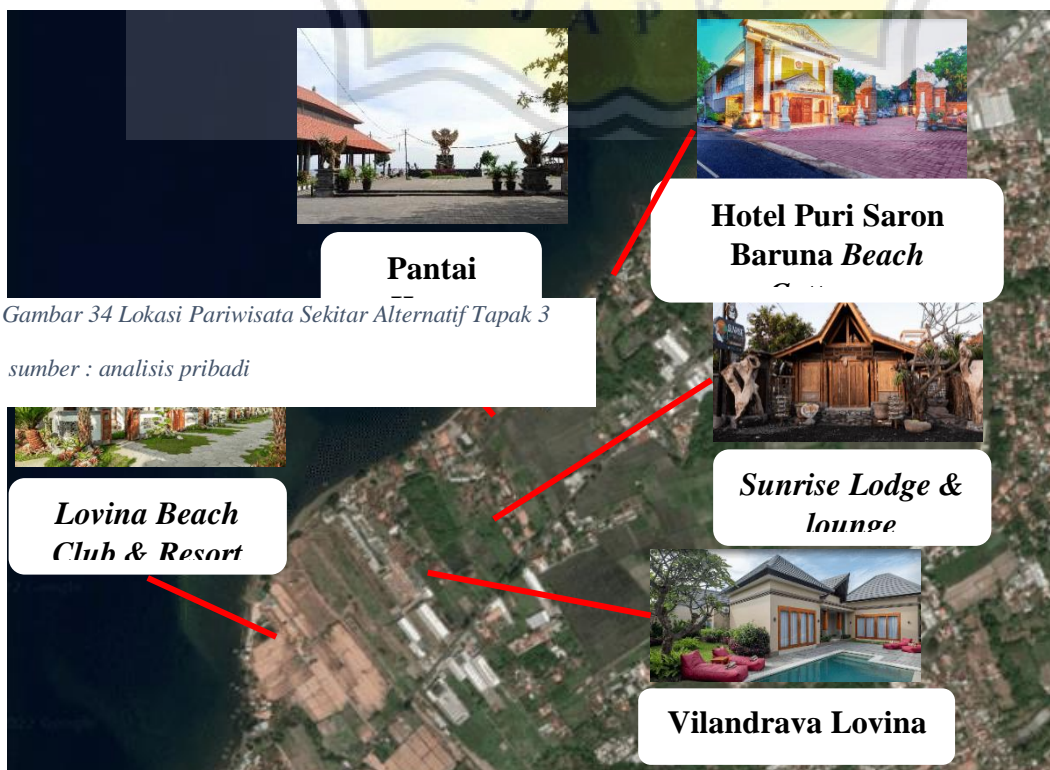 J A P K
Pantai
Hotel Puri Saron
Baruna Beach
Gambar 34 Lokasi Pariwisata Sekitar Alternatif Tapak 3
sumber : analisis pribadi
Lovina Beach
Club & Resort
Sunrise Lodge &
lounge
Vilandrava Lovina